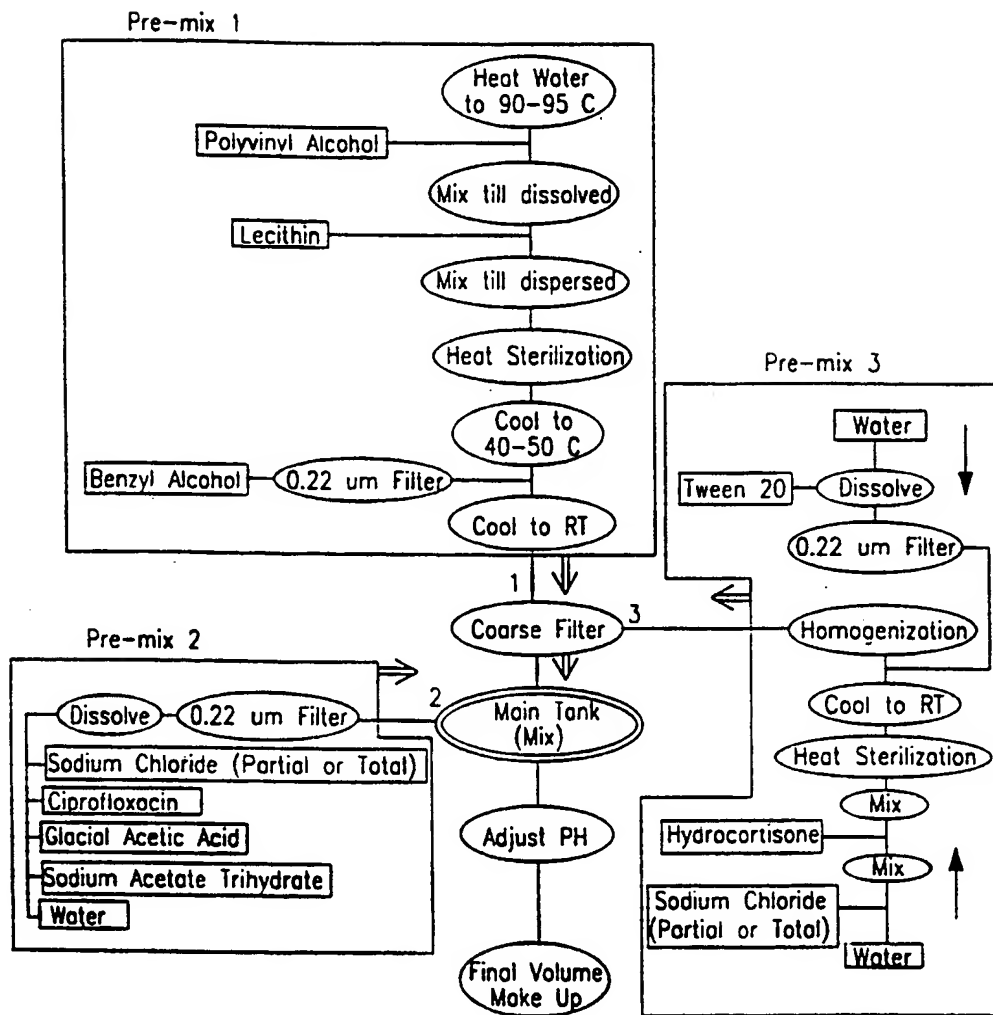 Pre-mix 1
Heat Water
to 90-95 C
Polyvinyl Alcohol
Mix till dissolved
Lecithin
Mix till dispersed
Heat Sterilization
Cool to
40-50 C
Benzyl Alcohol
0.22 um Filter
Cool to RT
1
Coarse Filter
3
Pre-mix 2
Dissolve
0.22 um Filter
2
Main Tank
(Mix)
Sodium Chloride (Partial or Total)
Ciprofloxacin
Glacial Acetic Acid
Sodium Acetate Trihydrate
Water
Adjust PH
Final Volume
Make Up
Pre-mix 3
Water
Tween 20
Dissolve
0.22 um Filter
Homogenization
Cool to RT
Heat Sterilization
Mix
Hydrocortisone
Mix
Sodium Chloride
(Partial or Total)
Water